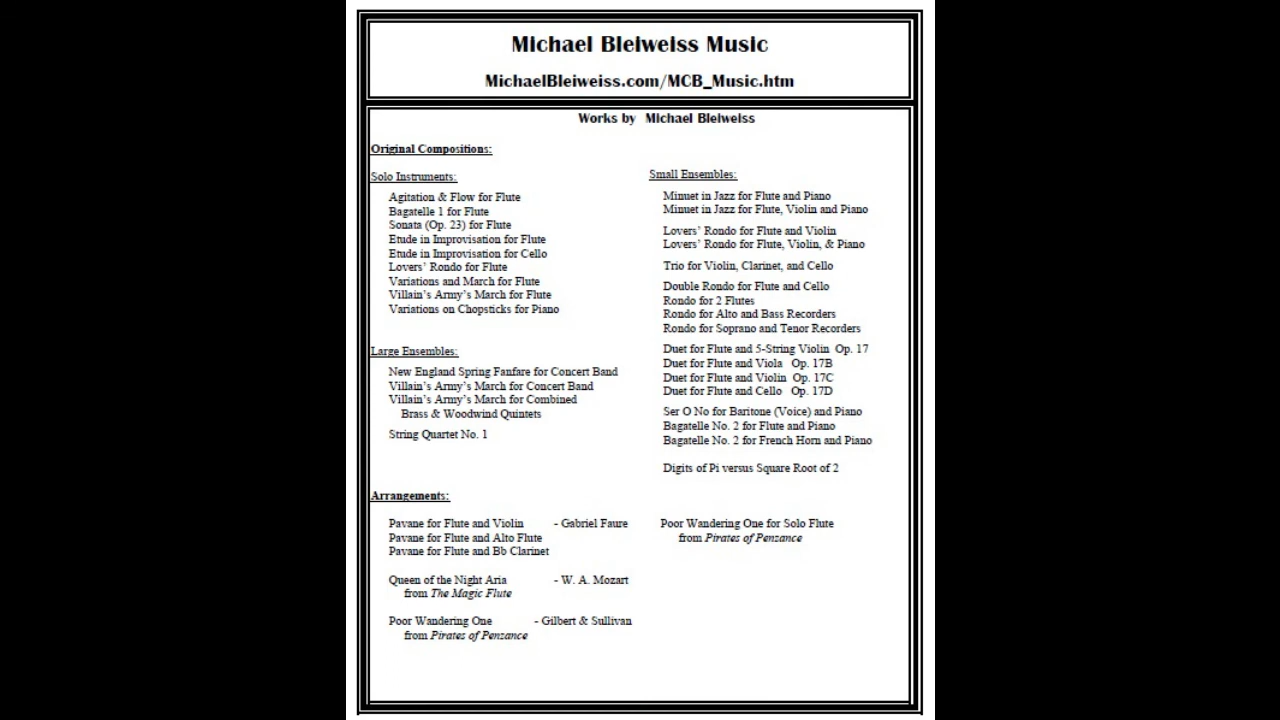 Michael Bleiweiss Music
MichaelBleiweiss.com/MCB_Music.htm
Works by Michael Bleiweiss
Original Compositions:
Solo Instruments:
Agitation & Flow for Flute
Bagatelle 1 for Flute
Sonata (Op. 23) for Flute
Etude in Improvisation for Flute
Etude in Improvisation for Cello
Lovers' Rondo for Flute
Variations and March for Flute
Villain's Army's March for Flute
Variations on Chopsticks for Piano
Large Ensembles:
New England Spring Fanfare for Concert Band
Villain's Army's March for Concert Band
Villain's Army's March for Combined
Brass & Woodwind Quintets
String Quartet No. 1
Small Ensembles:
Minuet in Jazz for Flute and Piano
Minuet in Jazz for Flute, Violin and Piano
Lovers' Rondo for Flute and Violin
Lovers' Rondo for Flute, Violin, & Piano
Trio for Violin, Clarinet, and Cello
Double Rondo for Flute and Cello
Rondo for 2 Flutes
Rondo for Alto and Bass Recorders
Rondo for Soprano and Tenor Recorders
Duet for Flute and 5-String Violin Op. 17
Duet for Flute and Viola Op. 17B
Duet for Flute and Violin Op. 17C
Duet for Flute and Cello Op. 17D
Ser O No for Baritone (Voice) and Piano
Bagatelle No. 2 for Flute and Piano
Bagatelle No. 2 for French Horn and Piano
Digits of Pi versus Square Root of 2
Arrangements:
Pavane for Flute and Violin - Gabriel Faure
Pavane for Flute and Alto Flute
Pavane for Flute and Bb Clarinet
Queen of the Night Aria - W. A. Mozart
from The Magic Flute
Poor Wandering One - Gilbert & Sullivan
from Pirates of Penzance
Poor Wandering One for Solo Flute
from Pirates of Penzance